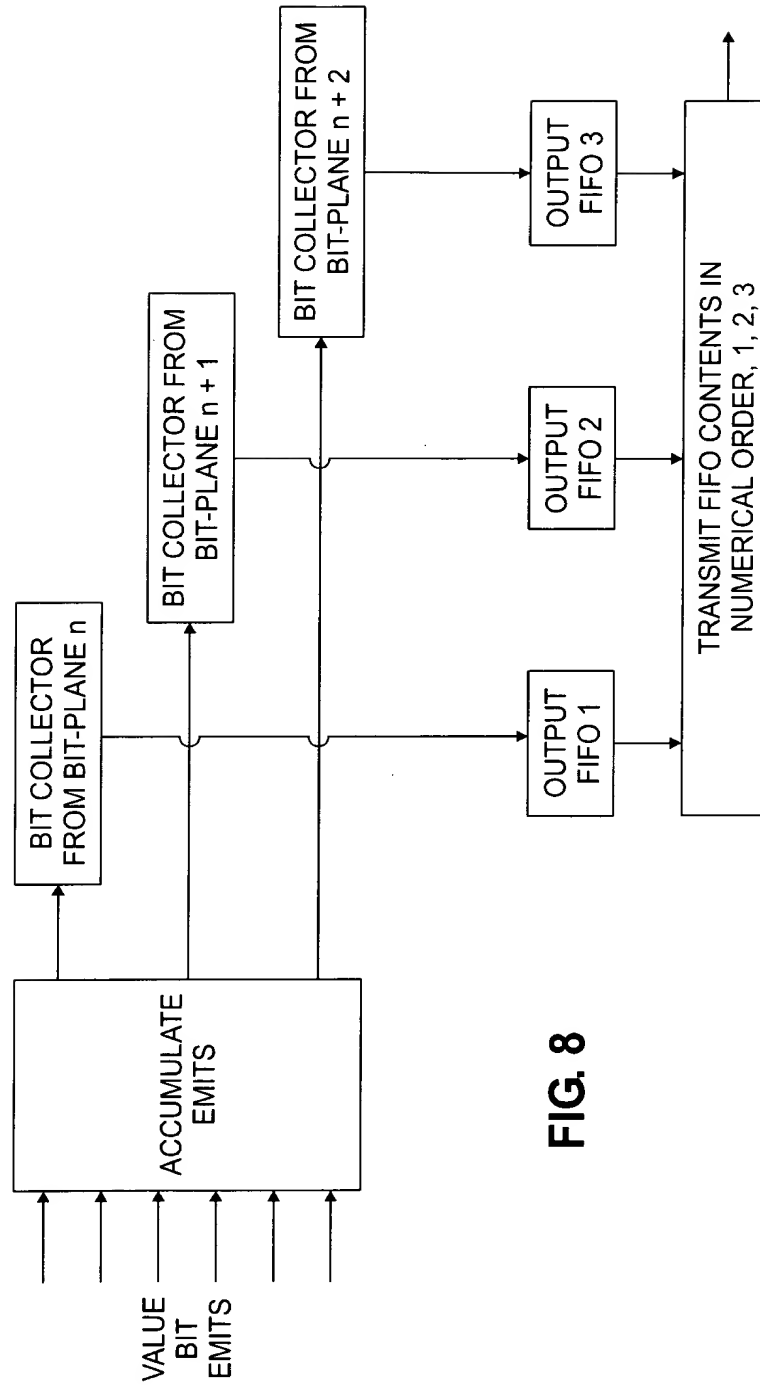 VALUE
BIT
EMITS
ACCUMULATE
EMITS
BIT COLLECTOR
FROM BIT-PLANE n
BIT COLLECTOR FROM
BIT-PLANE n + 1
BIT COLLECTOR FROM
BIT-PLANE n + 2
OUTPUT
FIFO 1
OUTPUT
FIFO 2
OUTPUT
FIFO 3
TRANSMIT FIFO CONTENTS IN
NUMERICAL ORDER, 1, 2, 3
FIG. 8